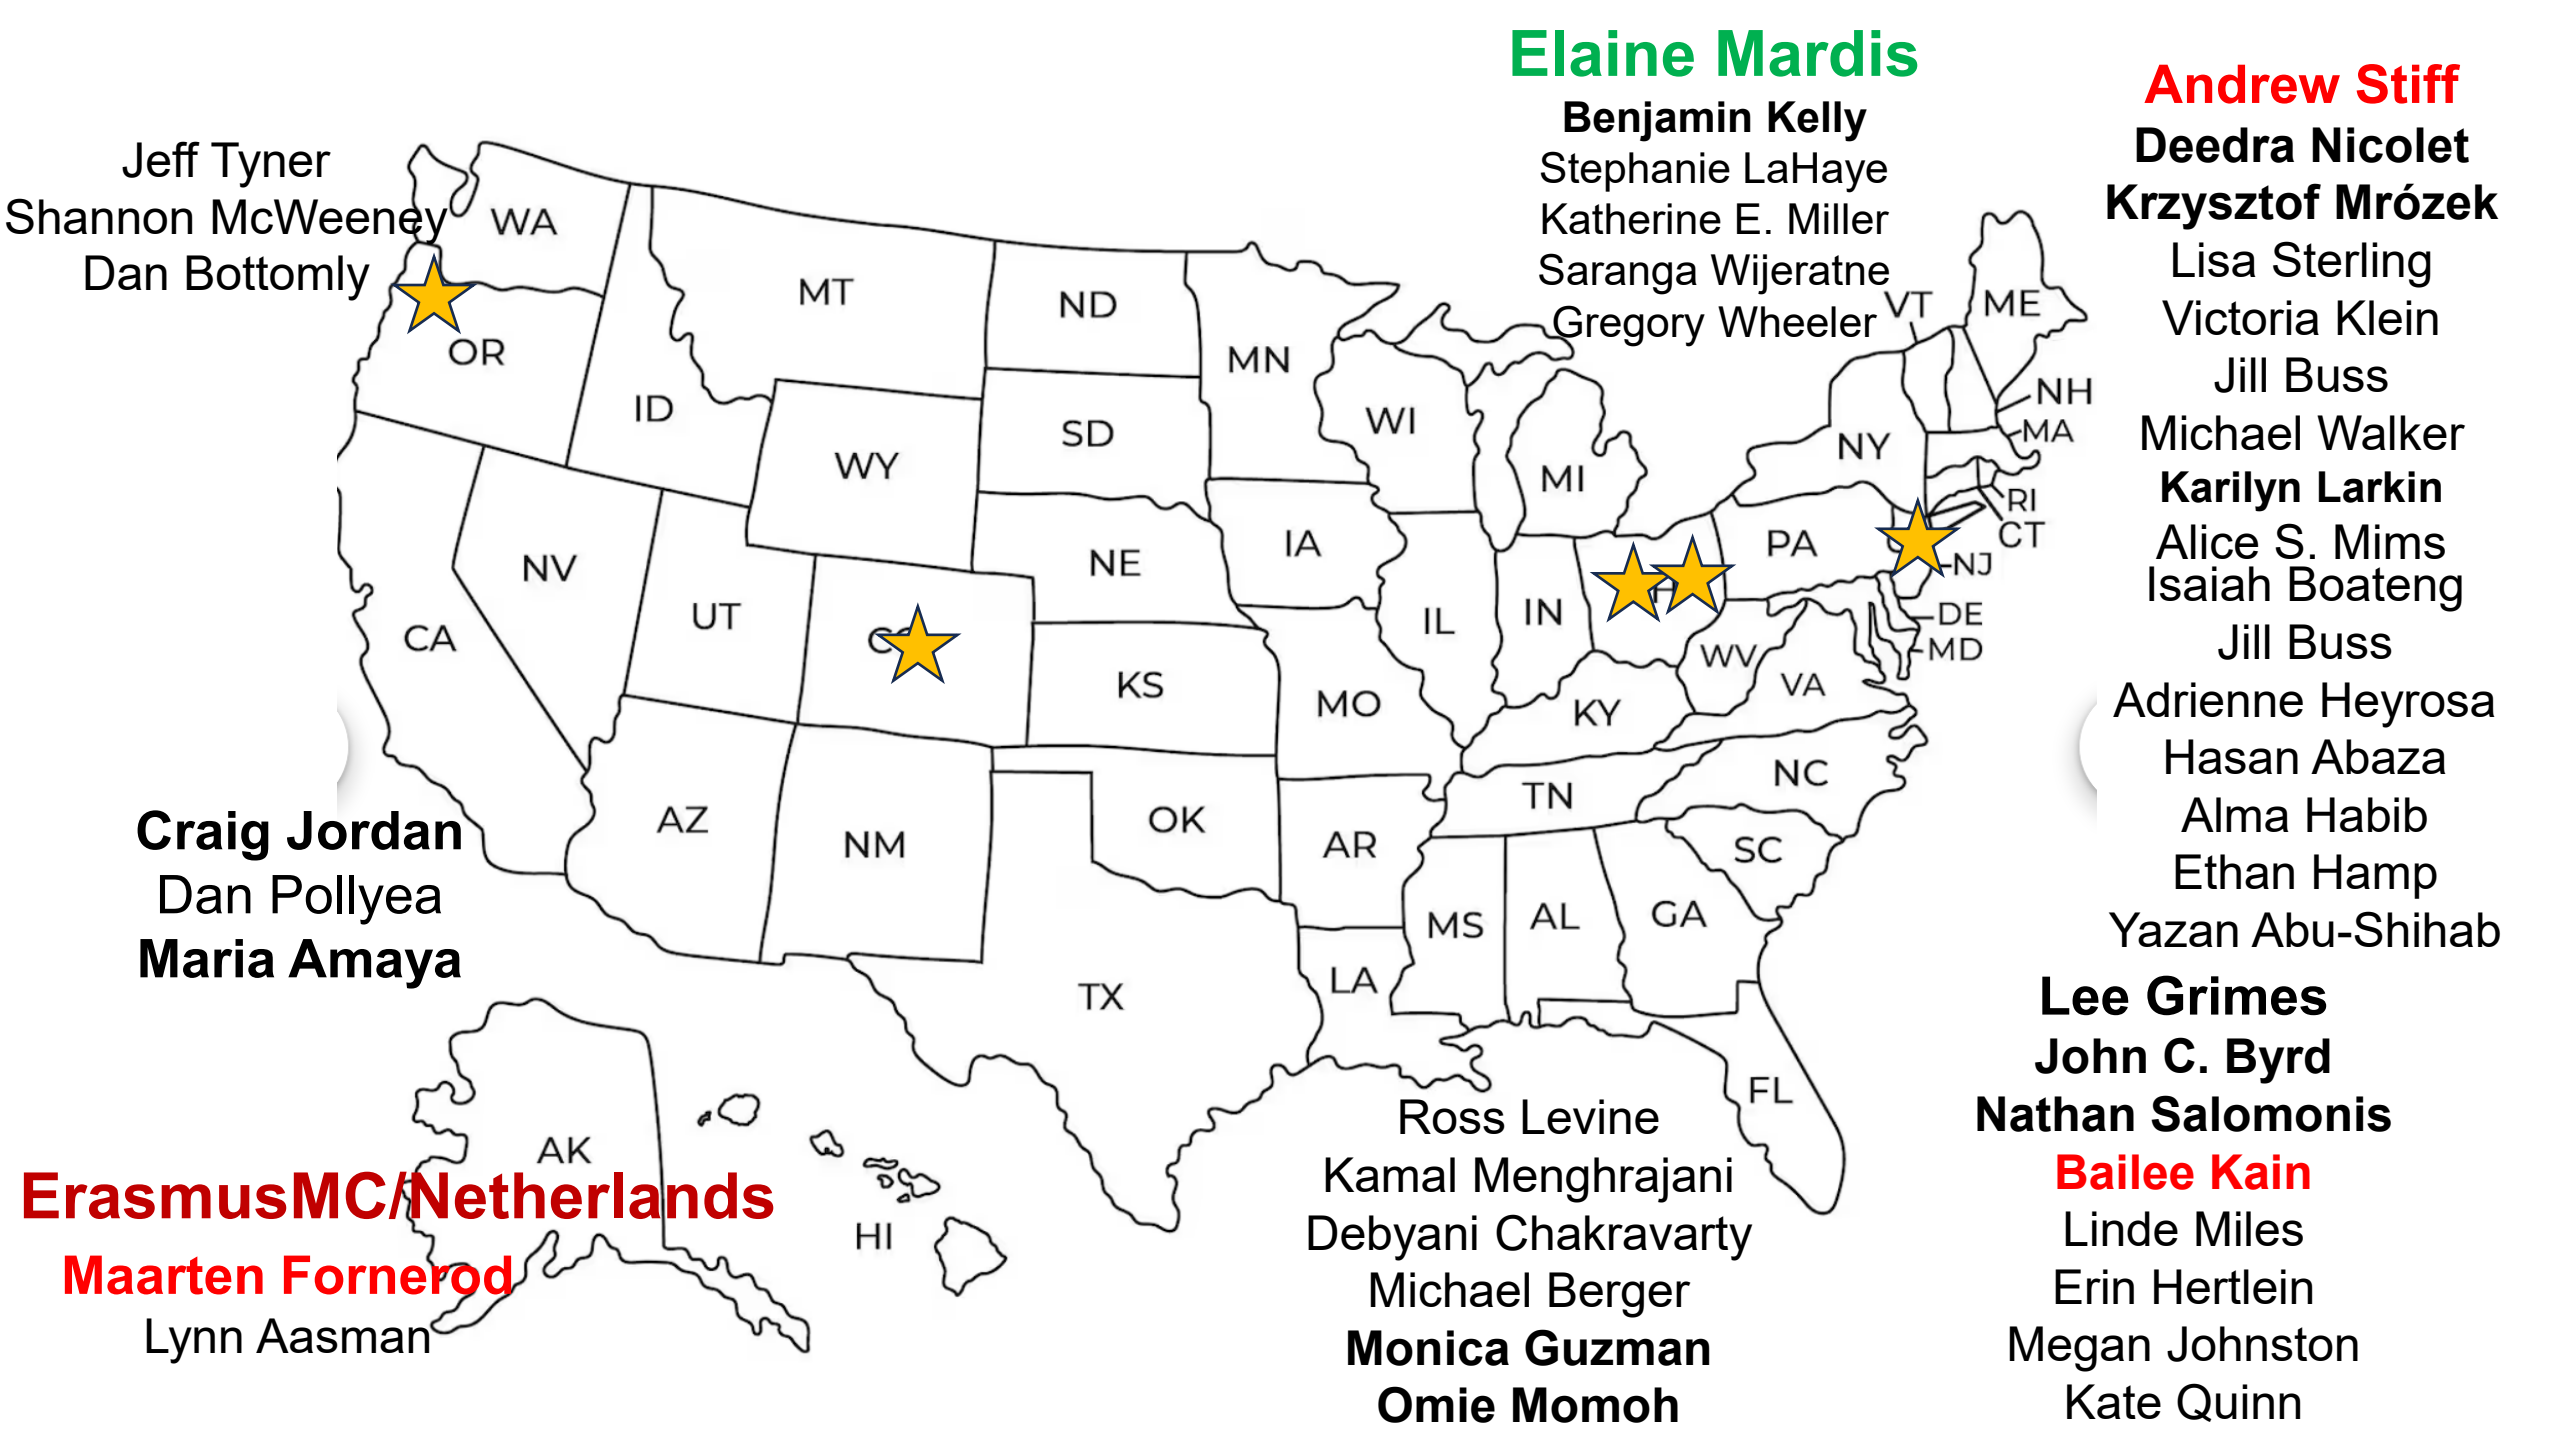 Elaine Mardis
Benjamin Kelly
Stephanie LaHaye
Katherine E. Miller
Saranga Wijeratne
Gregory Wheeler
Andrew Stiff
Deedra Nicolet
Krzysztof Mrózek
Lisa Sterling
Victoria Klein
Jill Buss
Michael Walker
Karilyn Larkin
Alice S. Mims
Isaiah Boateng
Jill Buss
Adrienne Heyrosa
Hasan Abaza
Alma Habib
Ethan Hamp
Yazan Abu-Shihab
Jeff Tyner
Shannon McWeeney
Dan Bottomly
WA
OR
MT
ID
ND
MN
SD
WY
WI
MI
VT
ME
NH
MA
NY
RI
CT
NJ
PA
DE
MD
NV
UT
CA
NE
IA
IL
IN
KS
MO
KY
WV
VA
AZ
NM
OK
AR
TN
NC
SC
MS
AL
GA
LA
TX
FL
AK
HI
Craig Jordan
Dan Pollyea
Maria Amaya
ErasmusMC/Netherlands
Maarten Fornerod
Lynn Aasman
Ross Levine
Kamal Menghrajani
Debyani Chakravarty
Michael Berger
Monica Guzman
Omie Momoh
Lee Grimes
John C. Byrd
Nathan Salomonis
Bailee Kain
Linde Miles
Erin Hertlein
Megan Johnston
Kate Quinn